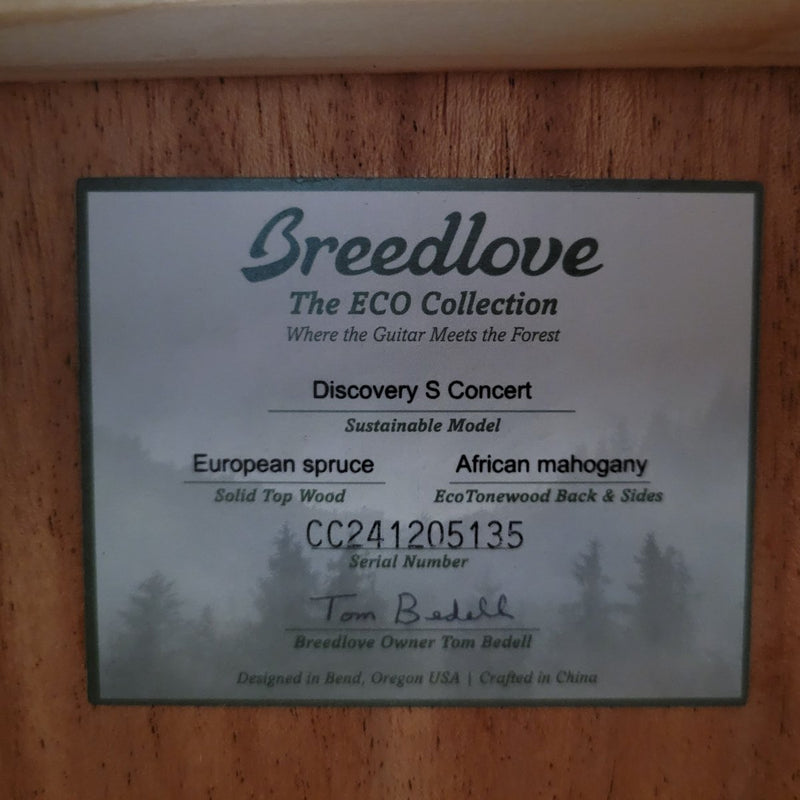 Breedlove
The ECO Collection
Where the Guitar Meets the Forest
Discovery S Concert
Sustainable Model
European spruce African mahogany
Solid Top Wood EcoTonewood Back & Sides
CC241205135
Serial Number
Tom Bedell
Breedlove Owner Tom Bedell
Designed in Bend, Oregon USA | Crafted in China